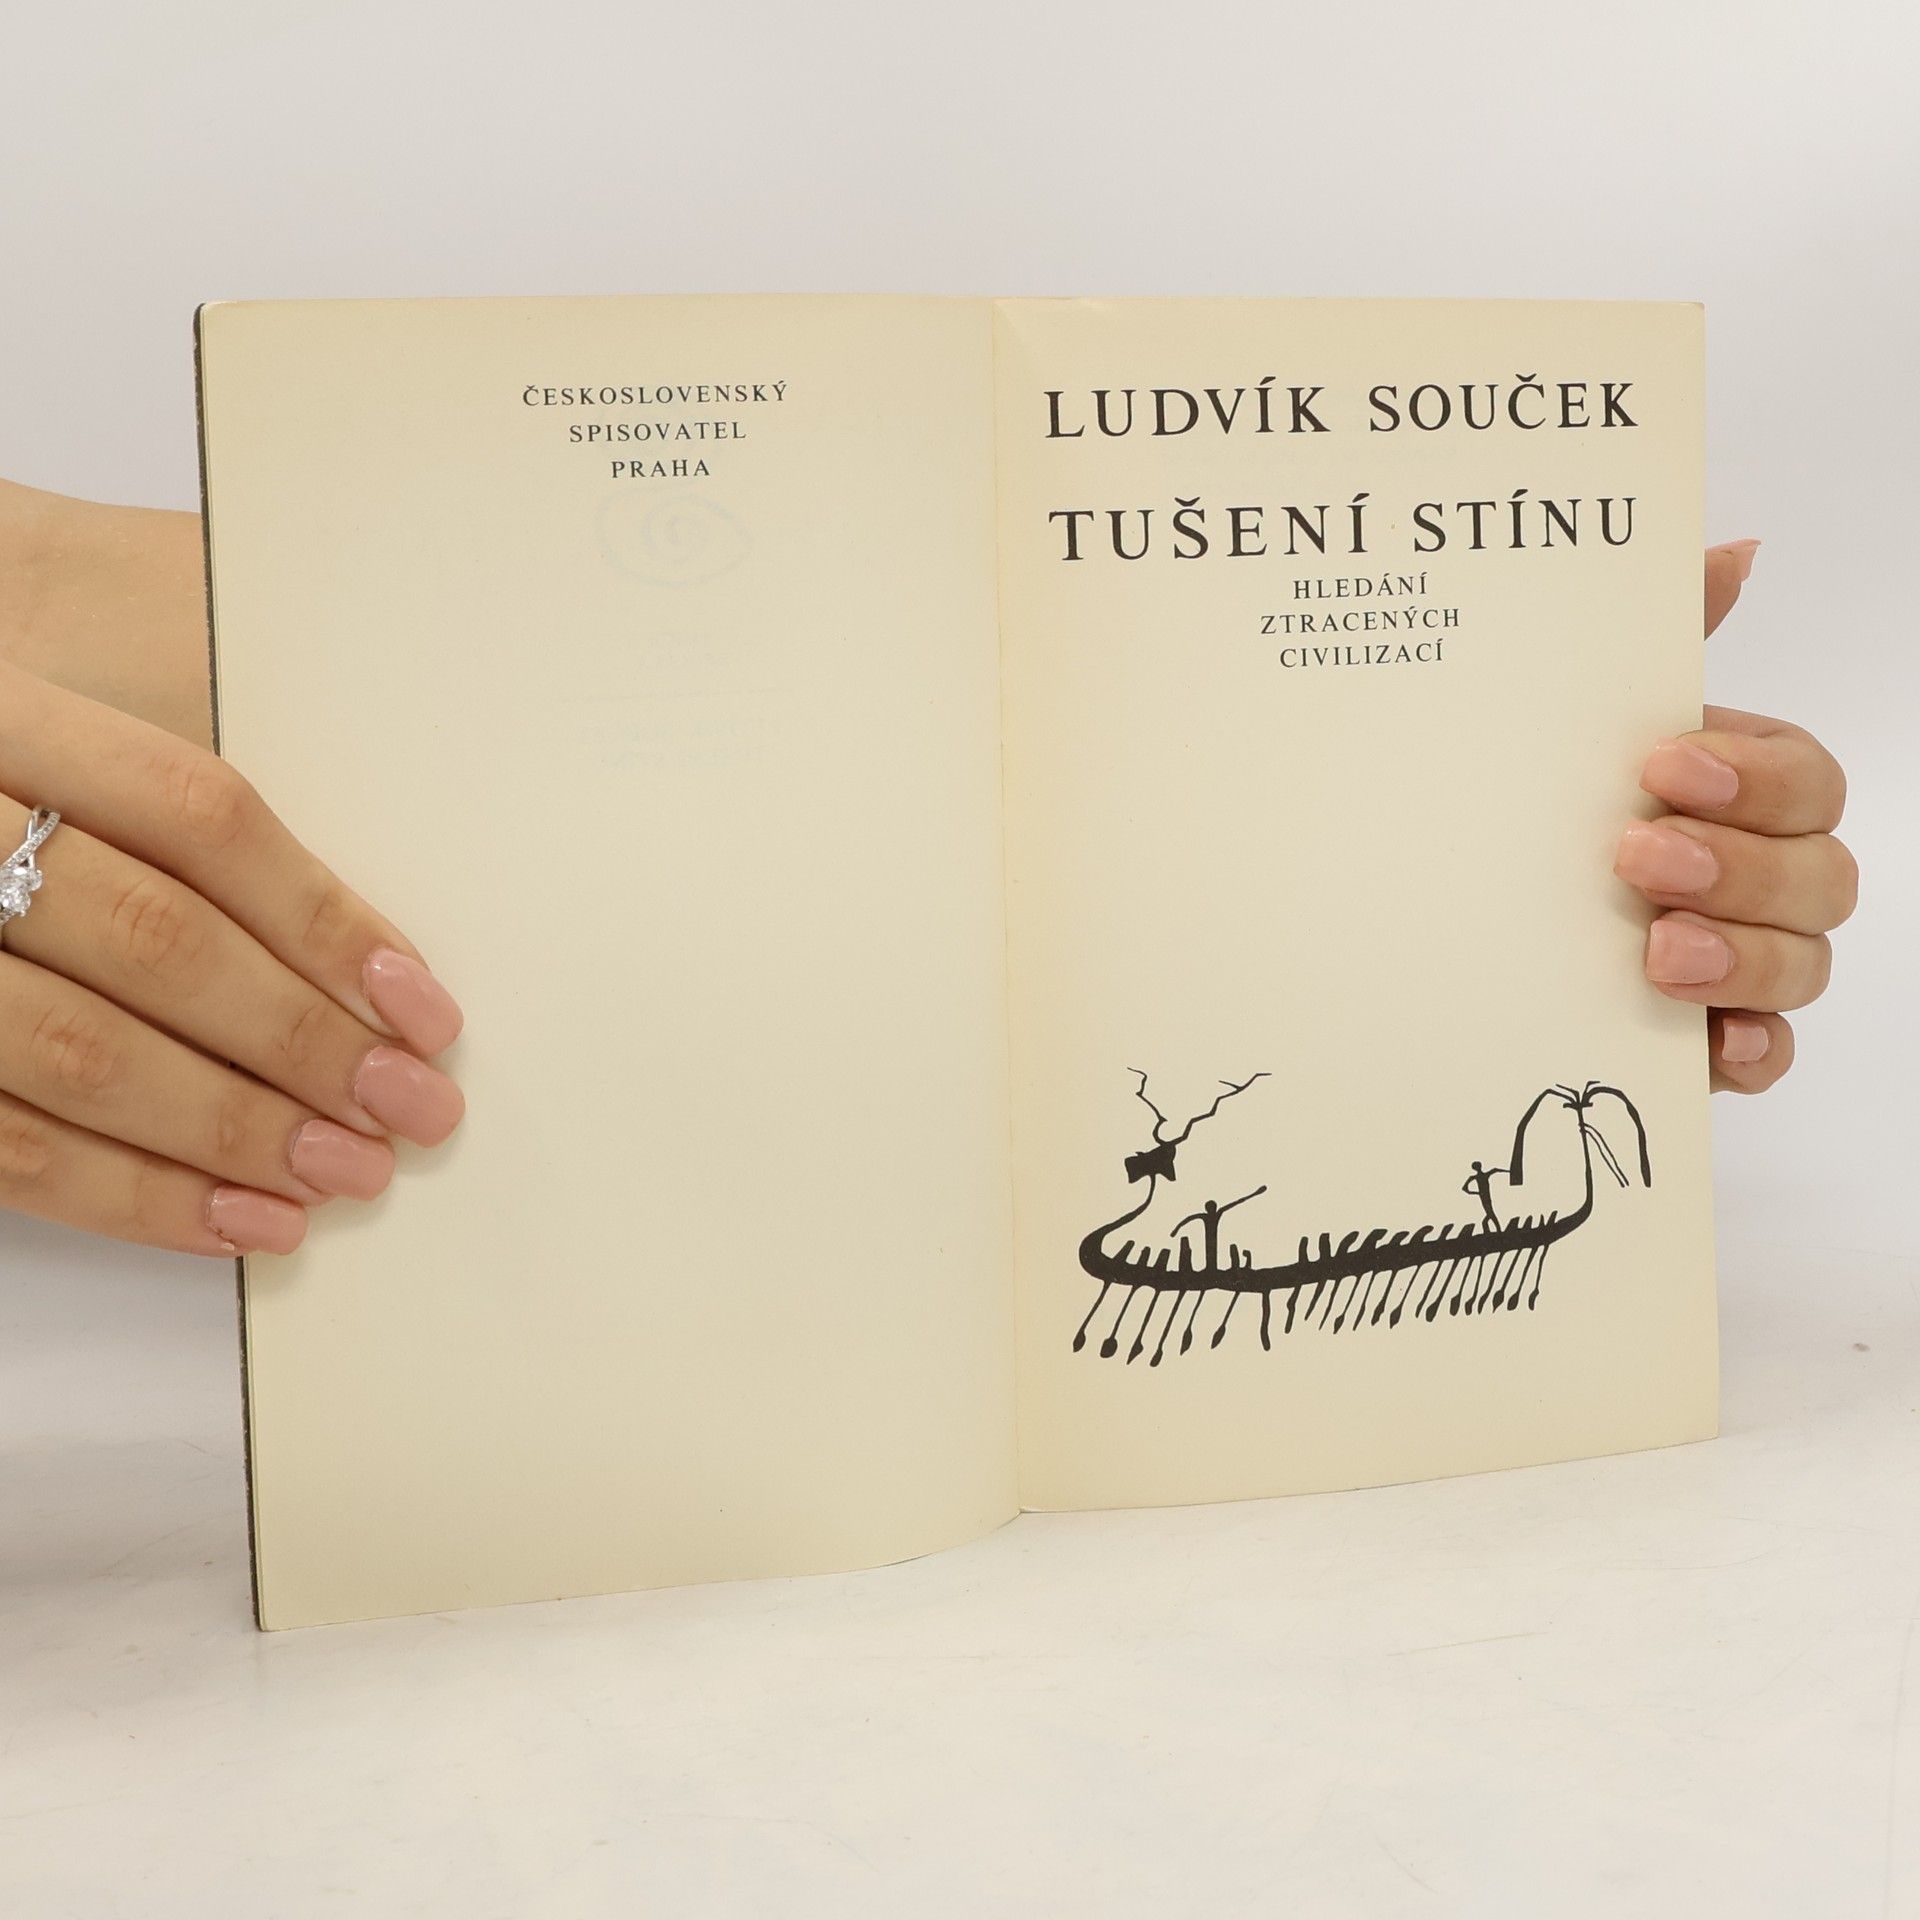 ČESKOSLOVENSKÝ
SPISOVATEL
PRAHA
LUDVÍK SOUČEK
TUŠENÍ STÍNU
HLEDÁNÍ
ZTRACENÝCH
CIVILIZACÍ